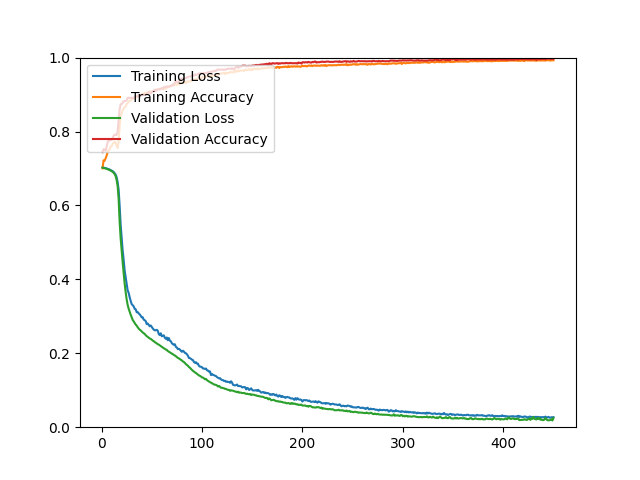 1.0
0.8
0.6
0.4
0.2
0.0
Training Loss
Training Accuracy
Validation Loss
Validation Accuracy
0 100 200 300 400